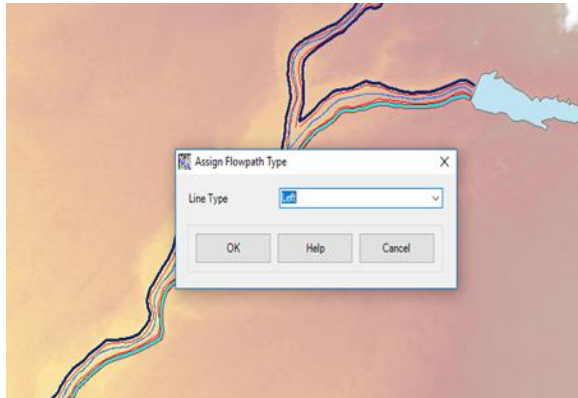 Assign Flowpath Type
Line Type
Left
OK
Help
Cancel